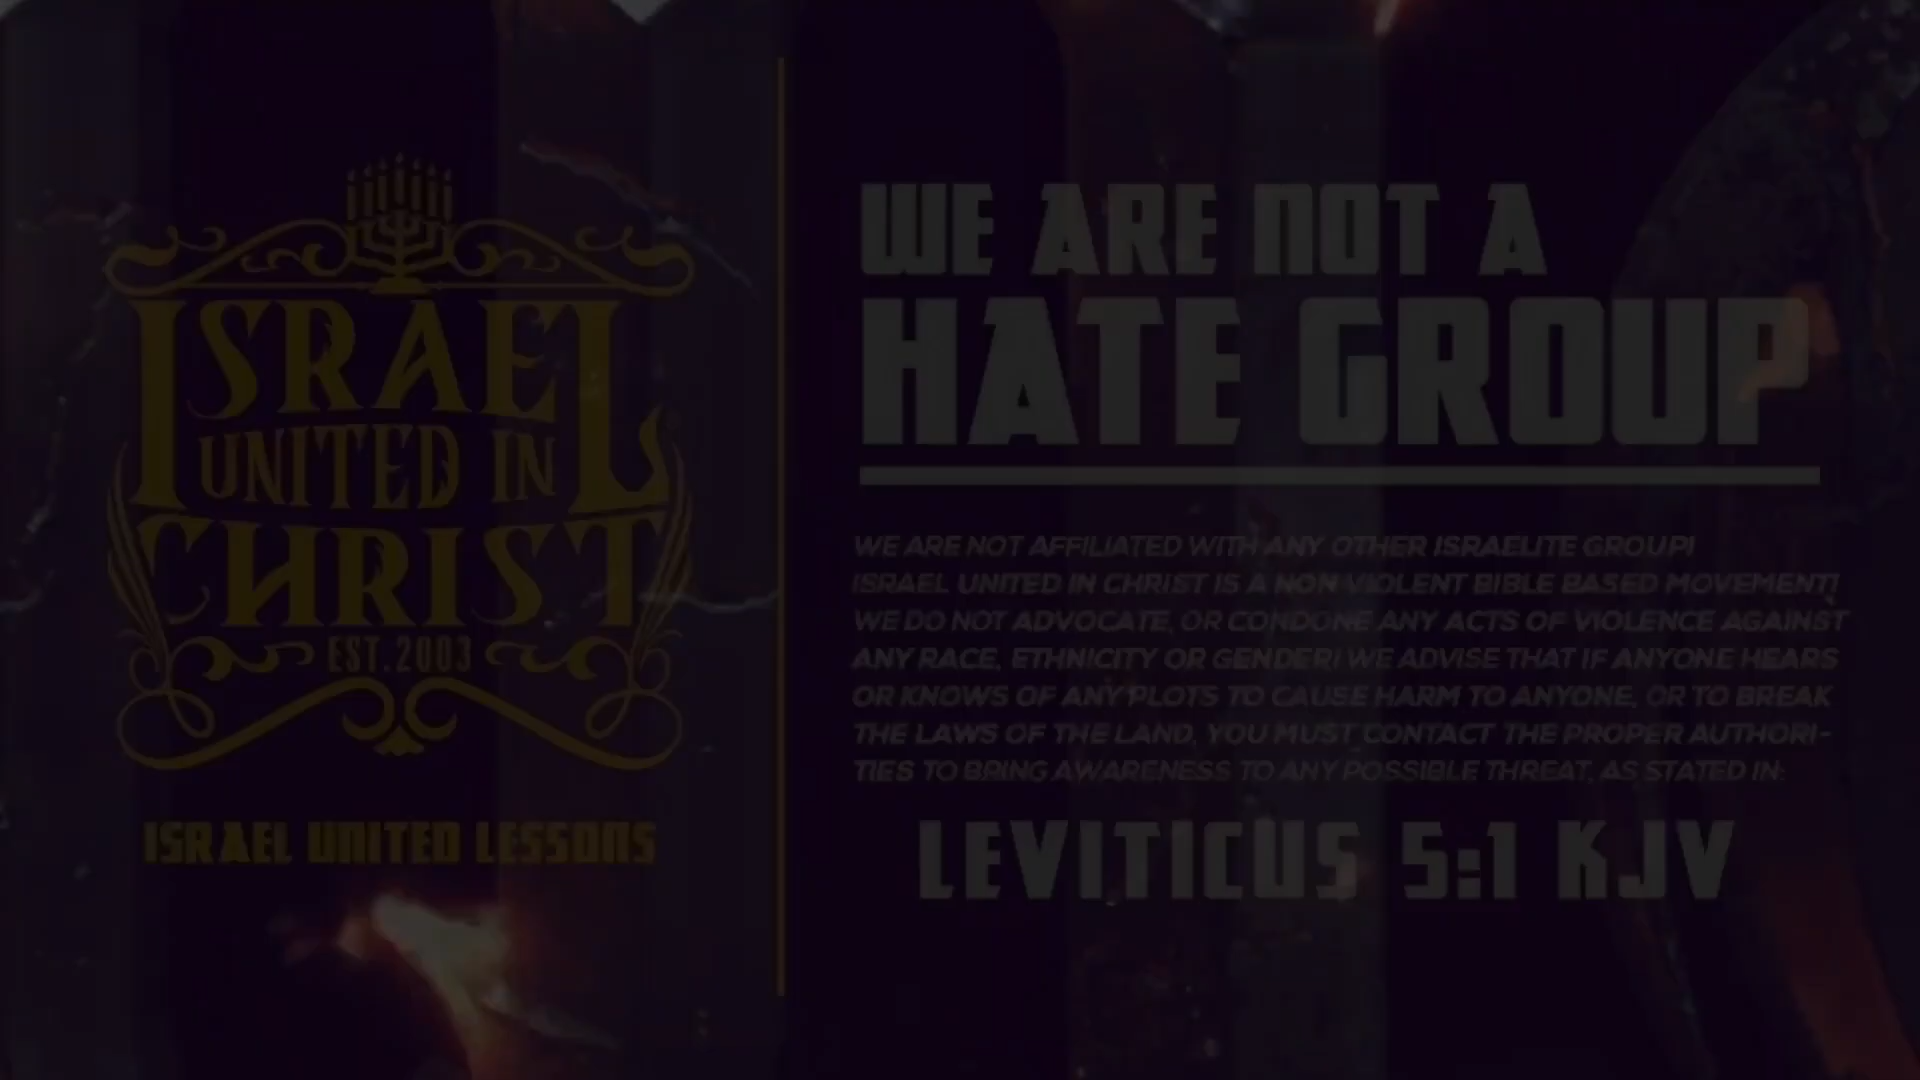 ISRAEL
UNITED IN
CHRIST
EST.2003
ISRAEL UNITED LESSONS
WE ARE NOT A
HATE GROUP
WE ARE NOT AFFILIATED WITH ANY OTHER ISRAELITE GROUP!
ISRAEL UNITED IN CHRIST IS A NON VIOLENT BIBLE BASED MOVEMENT!
WE DO NOT ADVOCATE, OR CONDONE ANY ACTS OF VIOLENCE AGAINST
ANY RACE, ETHNICITY OR GENDER! WE ADVISE THAT IF ANYONE HEARS
OR KNOWS OF ANY PLOTS TO CAUSE HARM TO ANYONE, OR TO BREAK
THE LAWS OF THE LAND, YOU MUST CONTACT THE PROPER AUTHORI-
TIES TO BRING AWARENESS TO ANY POSSIBLE THREAT. AS STATED IN:
LEVITICUS 5:1 KJV